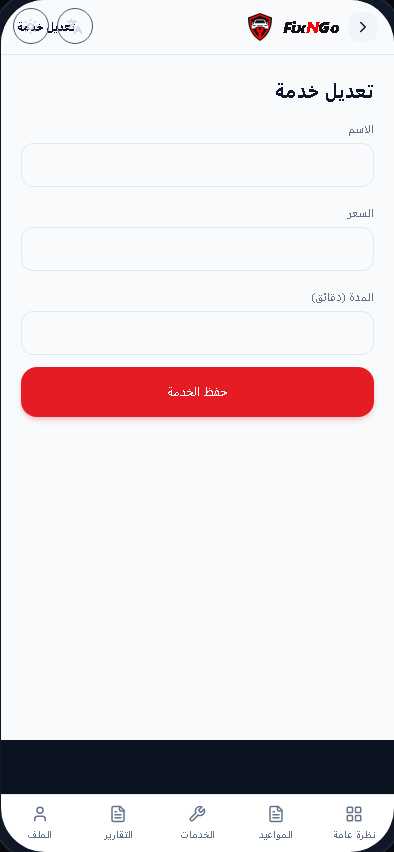 FixNGo
تعديل خدمة
تعديل خدمة
الاسم
السعر
المدة (دقائق)
حفظ الخدمة
نظرة عامة
المواعيد
الخدمات
التقارير
الملف